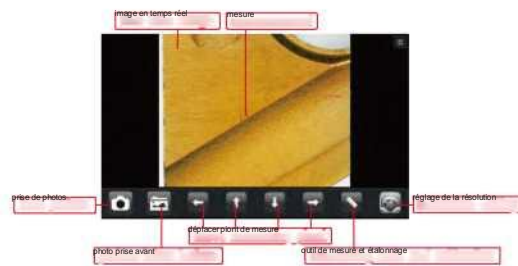 image en temps réel
mesure
prise de photos
réglage de la résolution
déplacer piont de mesure
photo prise avant
outil de mesure et étalonnage